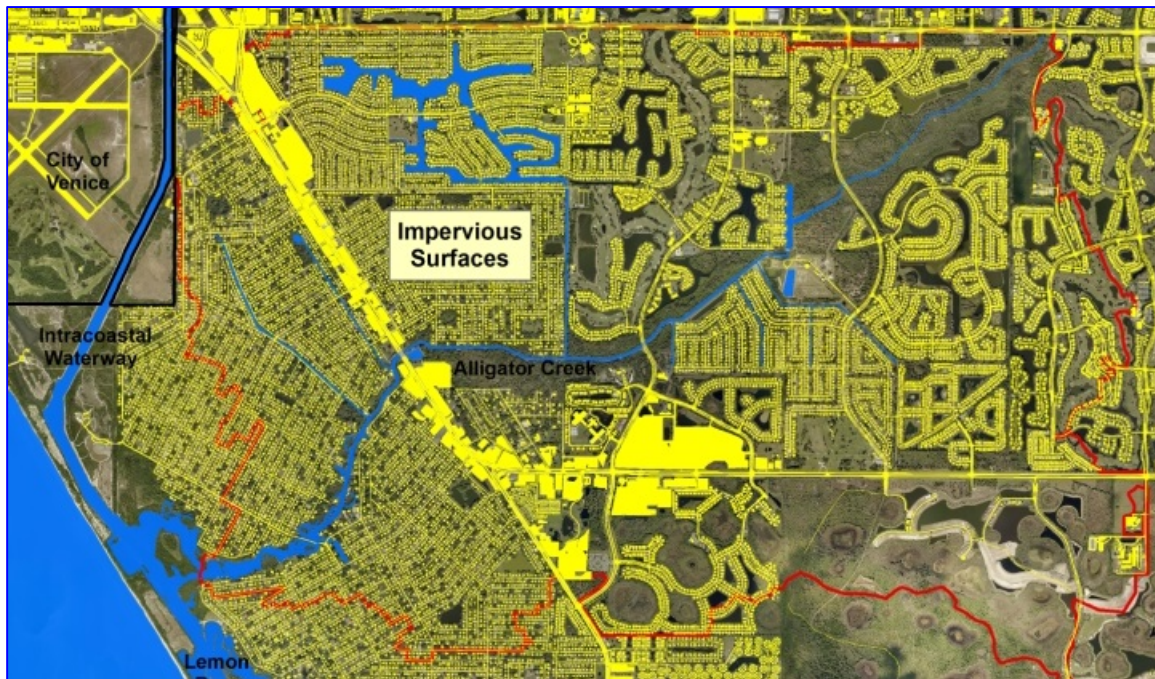 City of
Venice
Impervious
Surfaces
Intracoastal
Waterway
Alligator Creek
Lemon